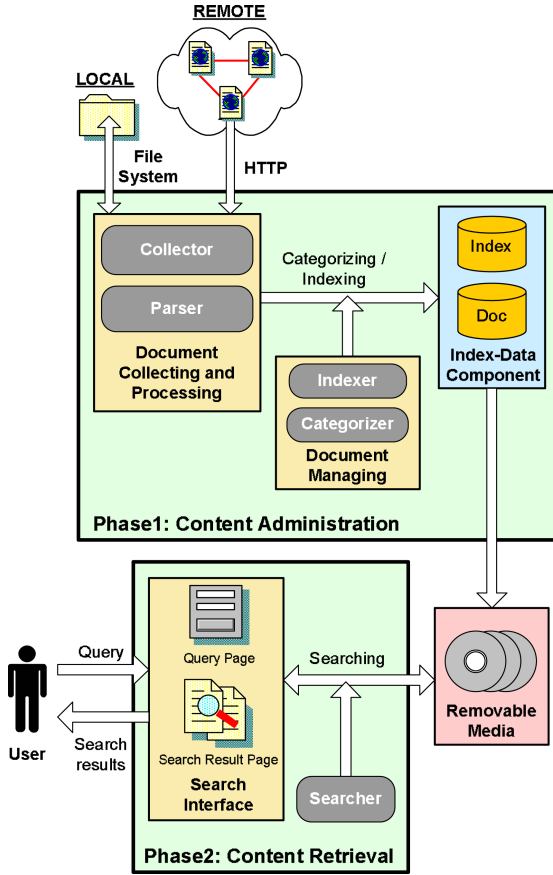 REMOTE
LOCAL
File
System
HTTP
Collector
Parser
Document
Collecting and
Processing
Categorizing /
Indexing
Indexer
Categorizer
Document
Managing
Index
Doc
Index-Data
Component
Phase1: Content Administration
Query
Search
results
User
Query Page
Search Result Page
Search
Interface
Searching
Searcher
Removable
Media
Phase2: Content Retrieval